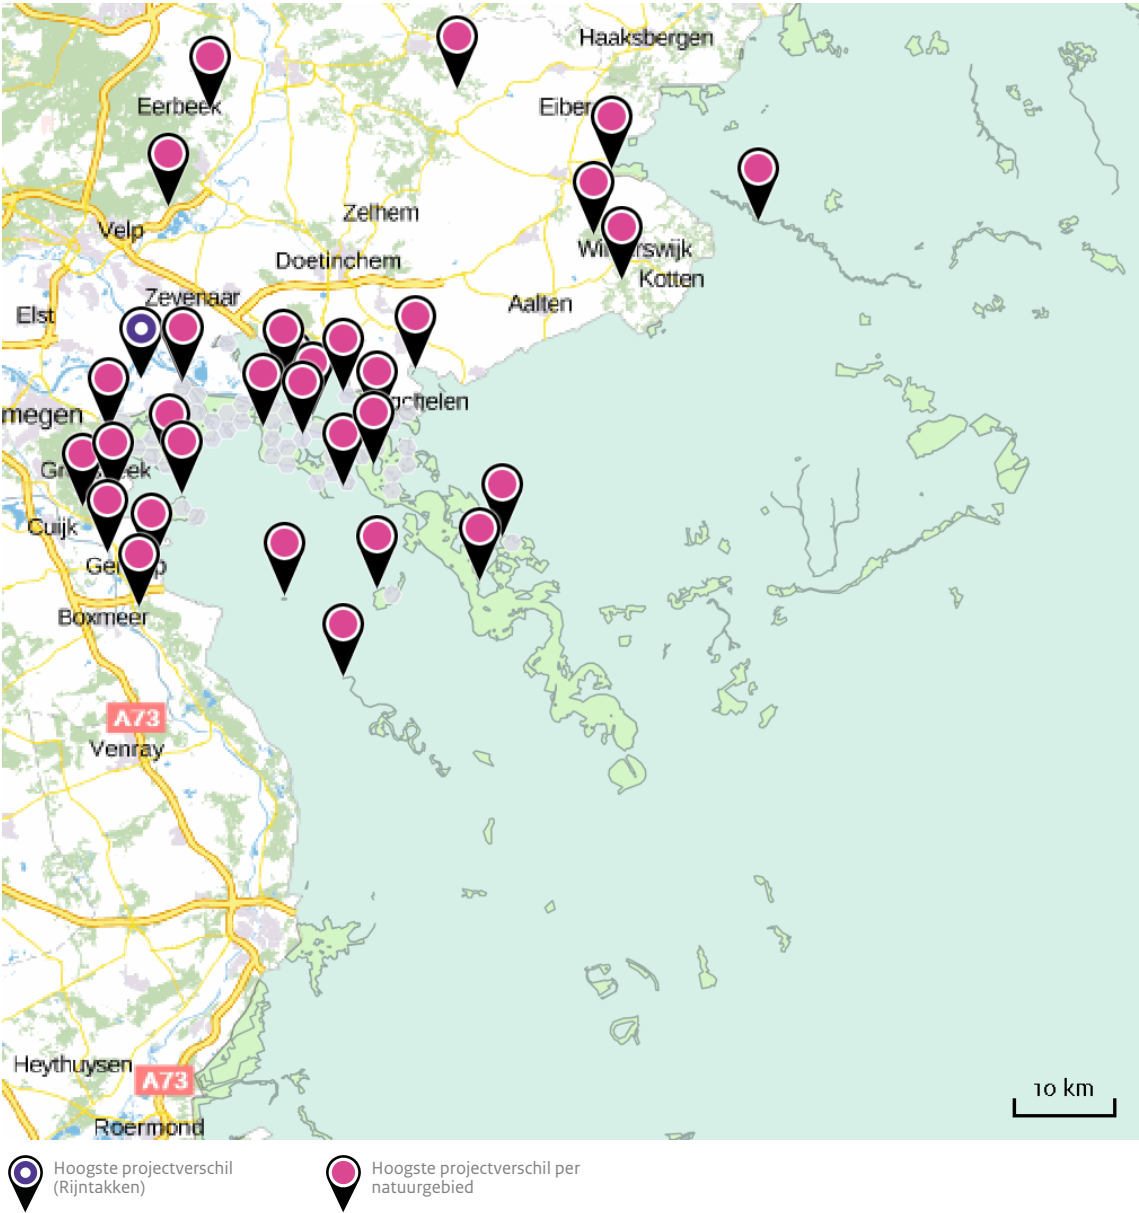 Haaksbergen
Eerbeek
Zelhem
Velp
Doetinchem
Kotten
Zevenaar
Aalten
Elst
megen
Cuijk
Boxmeer
A73
Venray
Heythuysen
A73
10 km
Roermond
Hoogste projectverschil
(Rijntakken)
Hoogste projectverschil per
natuurgebied